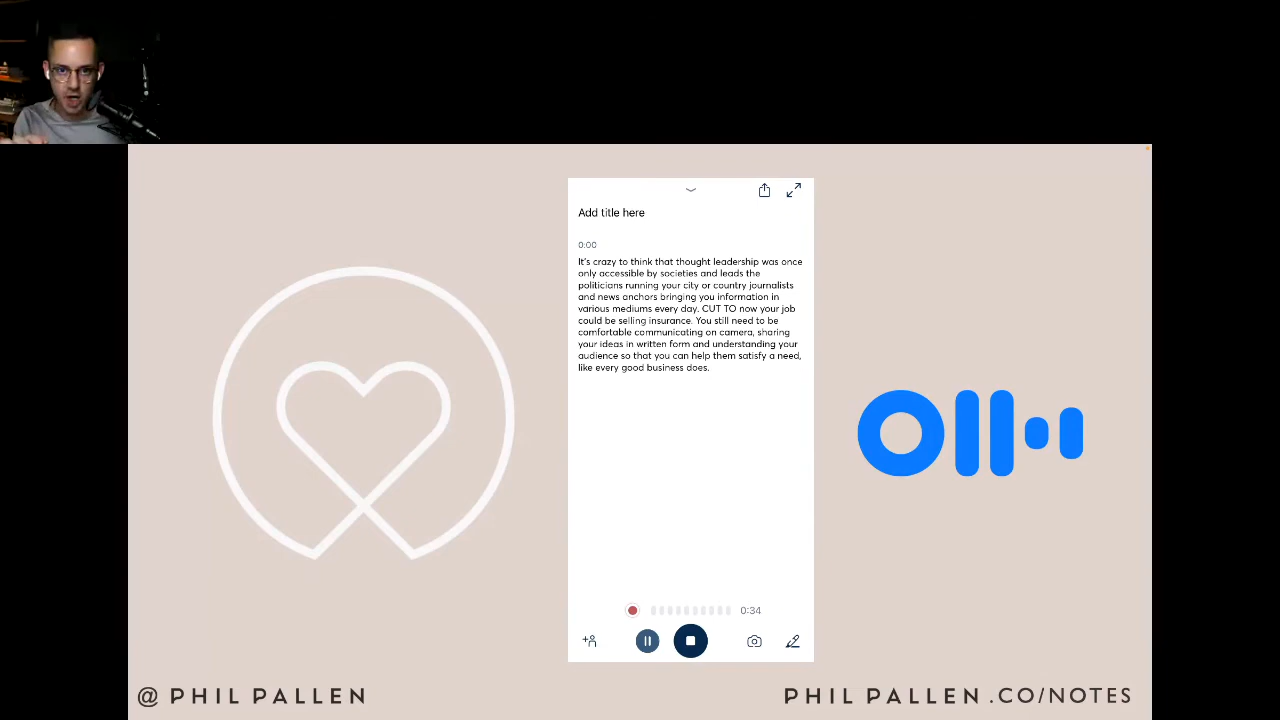 Add title here
0:00
It's crazy to think that thought leadership was once
only accessible by societies and leads the
politicians running your city or country journalists
and news anchors bringing you information in
various mediums every day. CUT TO now your job
could be selling insurance. You still need to be
comfortable communicating on camera, sharing
your ideas in written form and understanding your
audience so that you can help them satisfy a need,
like every good business does.
0:34
@ PHIL PALLEN
PHIL PALLEN.CO/NOTES